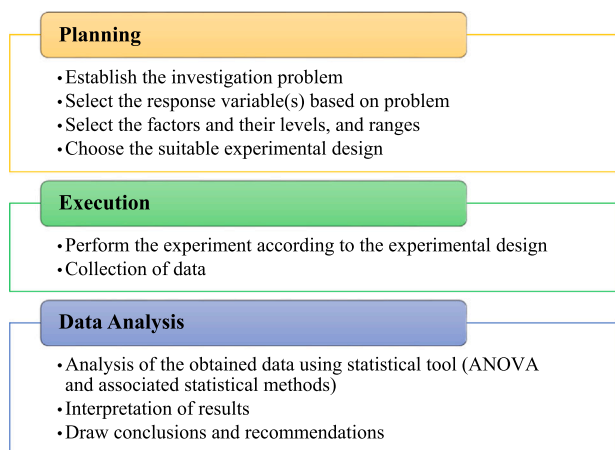 Planning
• Establish the investigation problem
• Select the response variable(s) based on problem
• Select the factors and their levels, and ranges
• Choose the suitable experimental design
Execution
• Perform the experiment according to the experimental design
• Collection of data
Data Analysis
• Analysis of the obtained data using statistical tool (ANOVA
and associated statistical methods)
• Interpretation of results
• Draw conclusions and recommendations